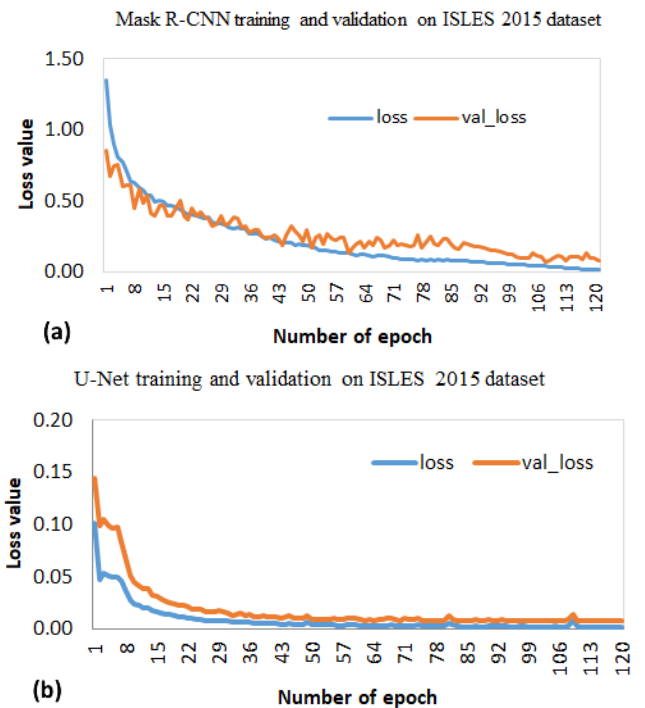 Mask R-CNN training and validation on ISLES 2015 dataset
1.50
1.00
0.50
0.00
Loss value
loss val_loss
1 8 15 22 29 36 43 50 57 64 71 78 85 92 99 106 113 120
(a)
Number of epoch
U-Net training and validation on ISLES 2015 dataset
0.20
0.15
0.10
0.05
0.00
Loss value
loss val_loss
1 8 15 22 29 36 43 50 57 64 71 78 85 92 99 106 113 120
(b)
Number of epoch